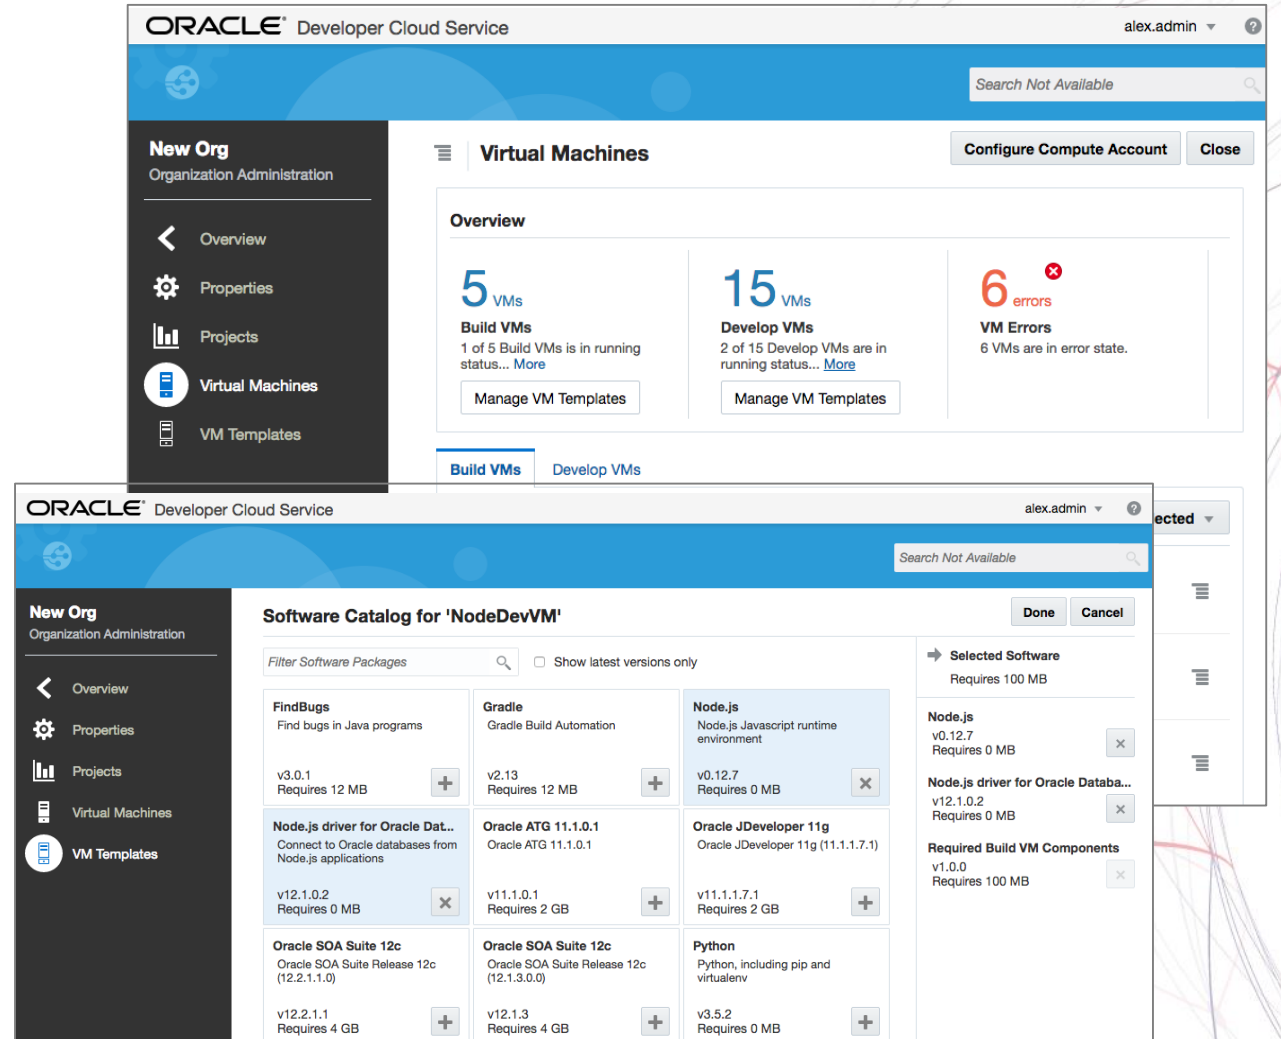 ORACLE® Developer Cloud Service
alex.admin
?
Search Not Available
New Org
Organization Administration
Overview
Properties
Projects
Virtual Machines
VM Templates
Virtual Machines
Configure Compute Account
Close
Overview
5 VMs
Build VMs
1 of 5 Build VMs is in running
status... More
Manage VM Templates
15 VMs
Develop VMs
2 of 15 Develop VMs are in
running status... More
Manage VM Templates
6 errors
VM Errors
6 VMs are in error state.
Build VMs
Develop VMs
ected
ORACLE® Developer Cloud Service
alex.admin
?
Search Not Available
New Org
Organization Administration
Overview
Properties
Projects
Virtual Machines
VM Templates
Software Catalog for 'NodeDevVM'
Done
Cancel
Filter Software Packages
Show latest versions only
FindBugs
Find bugs in Java programs
v3.0.1
Requires 12 MB
Gradle
Gradle Build Automation
v2.13
Requires 12 MB
Node.js
Node.js Javascript runtime
environment
v0.12.7
Requires 0 MB
Node.js driver for Oracle Dat...
Connect to Oracle databases from
Node.js applications
v12.1.0.2
Requires 0 MB
Oracle ATG 11.1.0.1
Oracle ATG 11.1.0.1
v11.1.0.1
Requires 2 GB
Oracle JDeveloper 11g
Oracle JDeveloper 11g (11.1.1.7.1)
v11.1.1.7.1
Requires 2 GB
Oracle SOA Suite 12c
Oracle SOA Suite Release 12c
(12.2.1.1.0)
v12.2.1.1
Requires 4 GB
Oracle SOA Suite 12c
Oracle SOA Suite Release 12c
(12.1.3.0.0)
v12.1.3
Requires 4 GB
Python
Python, including pip and
virtualenv
v3.5.2
Requires 0 MB
Selected Software
Requires 100 MB
Node.js
v0.12.7
Requires 0 MB
Node.js driver for Oracle Databa...
v12.1.0.2
Requires 0 MB
Required Build VM Components
v1.0.0
Requires 100 MB